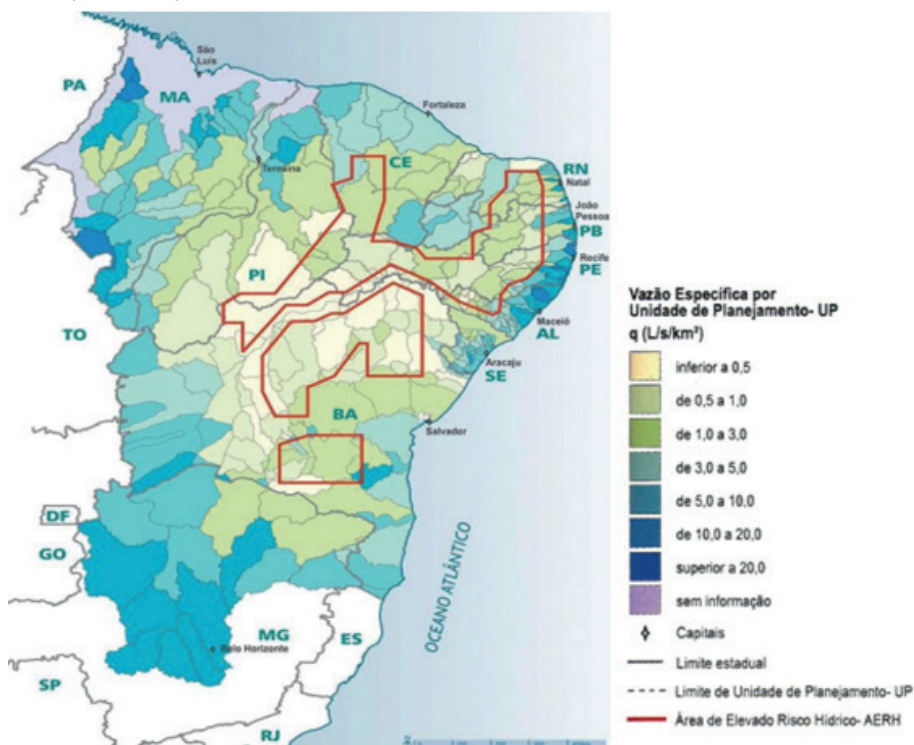 São
Luís
PA
MA
Fortaleza
Teresina
CE
RN
Natal
João
Pessoa
PB
Recife
PE
PI
Maceió
AL
TO
Aracaju
SE
BA
Salvador
DF
GO
OCEANO ATLÂNTICO
MG
ES
Belo Horizonte
SP
RJ
Vazão Específica por
Unidade de Planejamento- UP
q (L/s/km²)
inferior a 0,5
de 0,5 a 1,0
de 1,0 a 3,0
de 3,0 a 5,0
de 5,0 a 10,0
de 10,0 a 20,0
superior a 20,0
sem informação
Capitais
Limite estadual
Limite de Unidade de Planejamento- UP
Área de Elevado Risco Hídrico- AERH